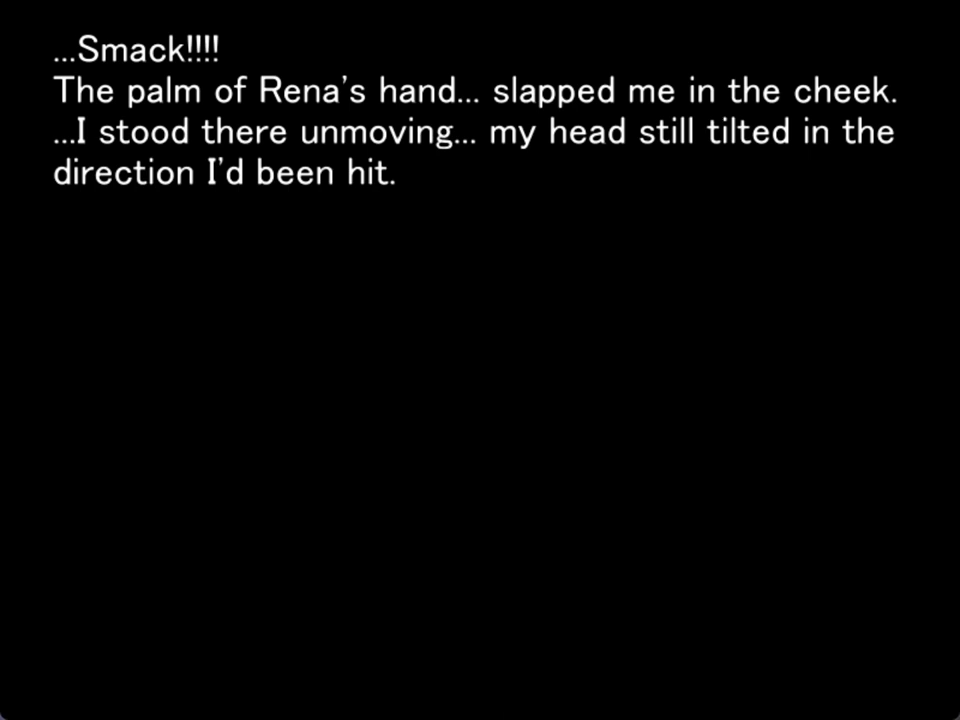 ...Smack!!!!
The palm of Rena's hand... slapped me in the cheek.
...I stood there unmoving... my head still tilted in the
direction I'd been hit.